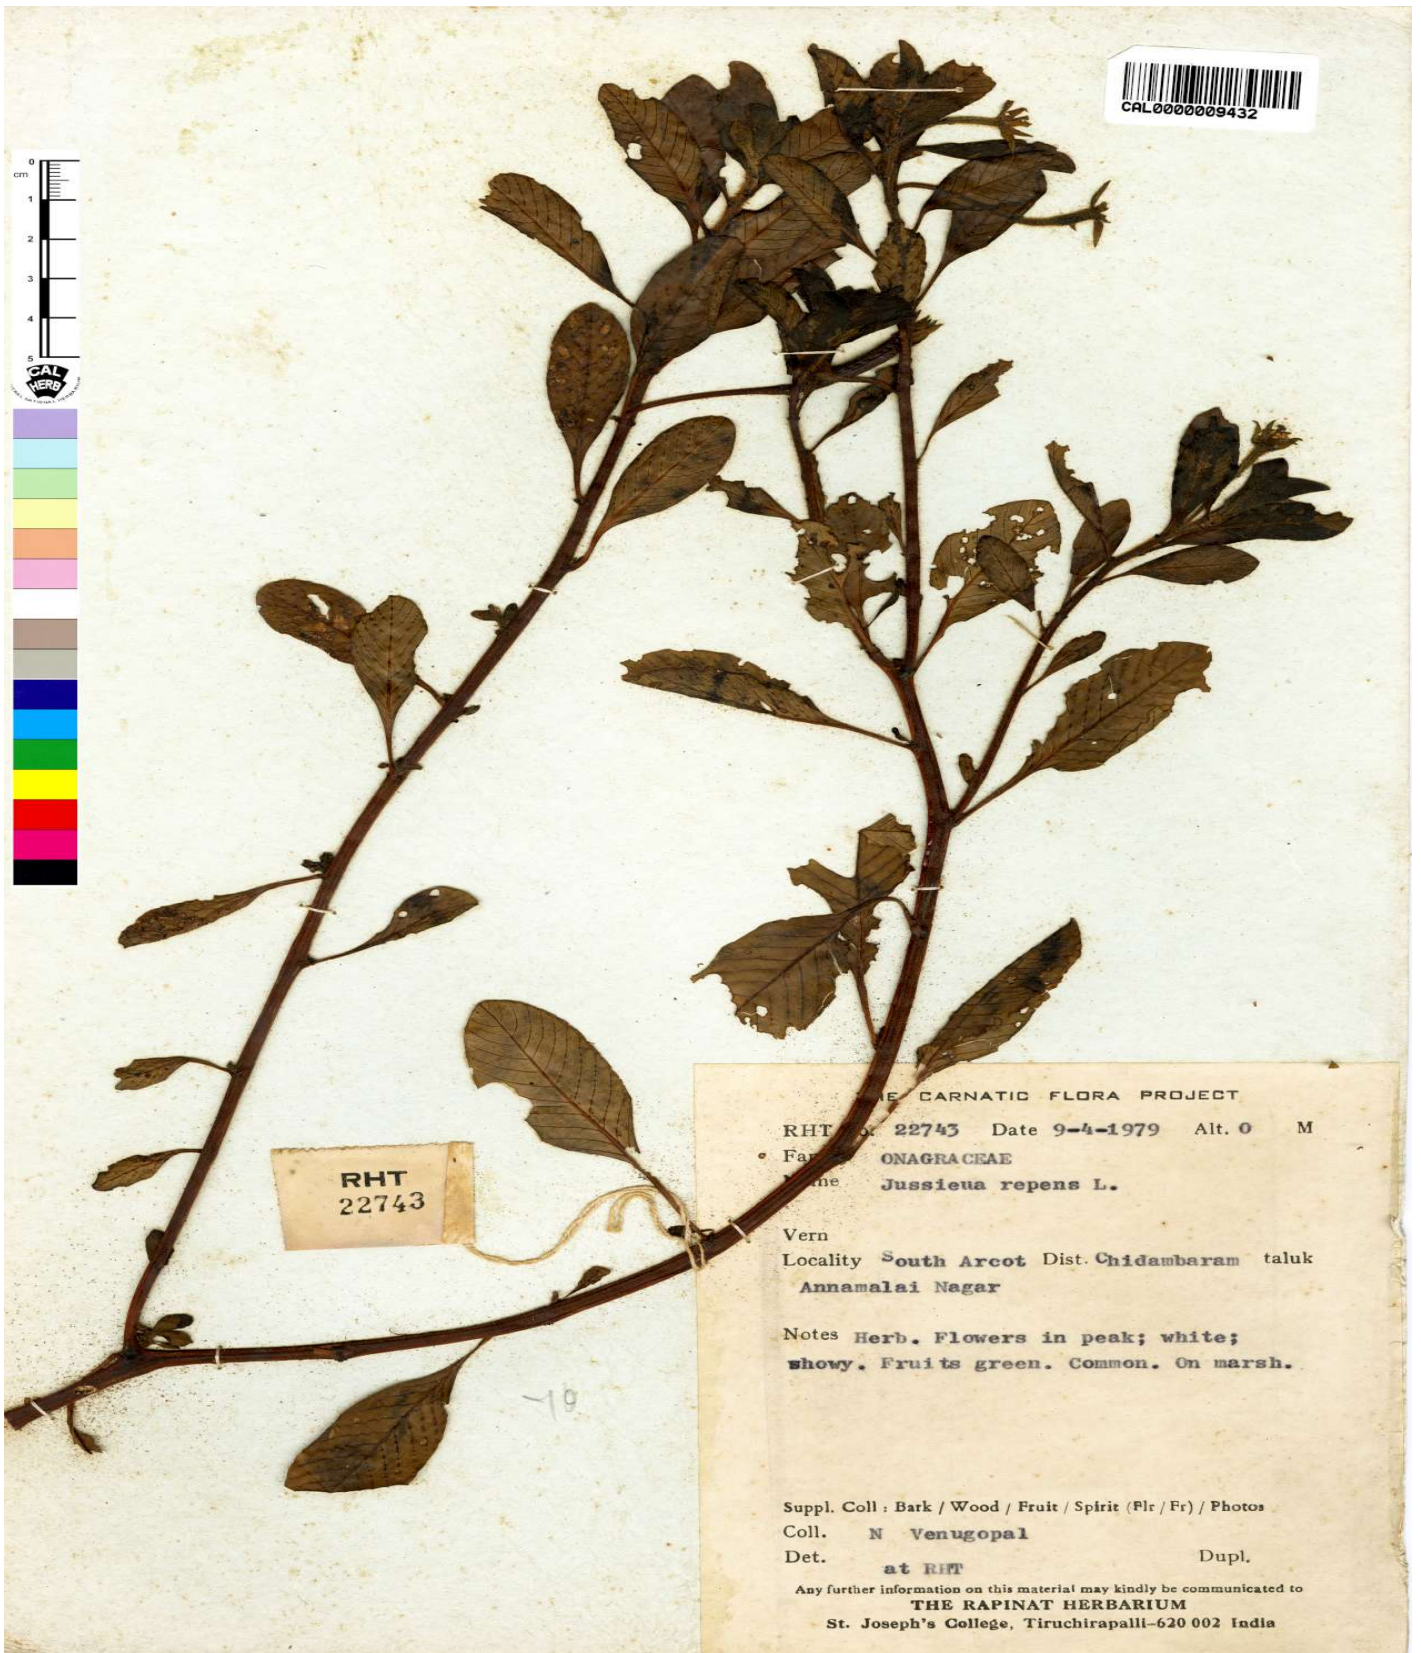 CAL0000009432
0
cm
1
2
3
4
5
CAL
HERB
CARNATIC FLORA PROJECT
RHT 22743 Date 9-4-1979 Alt. 0 M
ONAGRACEAE
Jussieua repens L.
Vern
Locality South Arcot Dist. Chidambaram taluk
Annamalai Nagar
Notes Herb. Flowers in peak; white;
showy. Fruits green. Common. On marsh.
Suppl. Coll : Bark / Wood / Fruit / Spirit (Flr / Fr) / Photos
Coll. N Venugopal
Det. at RHT Dupl.
Any further information on this material may kindly be communicated to
THE RAPINAT HERBARIUM
St. Joseph's College, Tiruchirapalli-620 002 India
RHT
22743